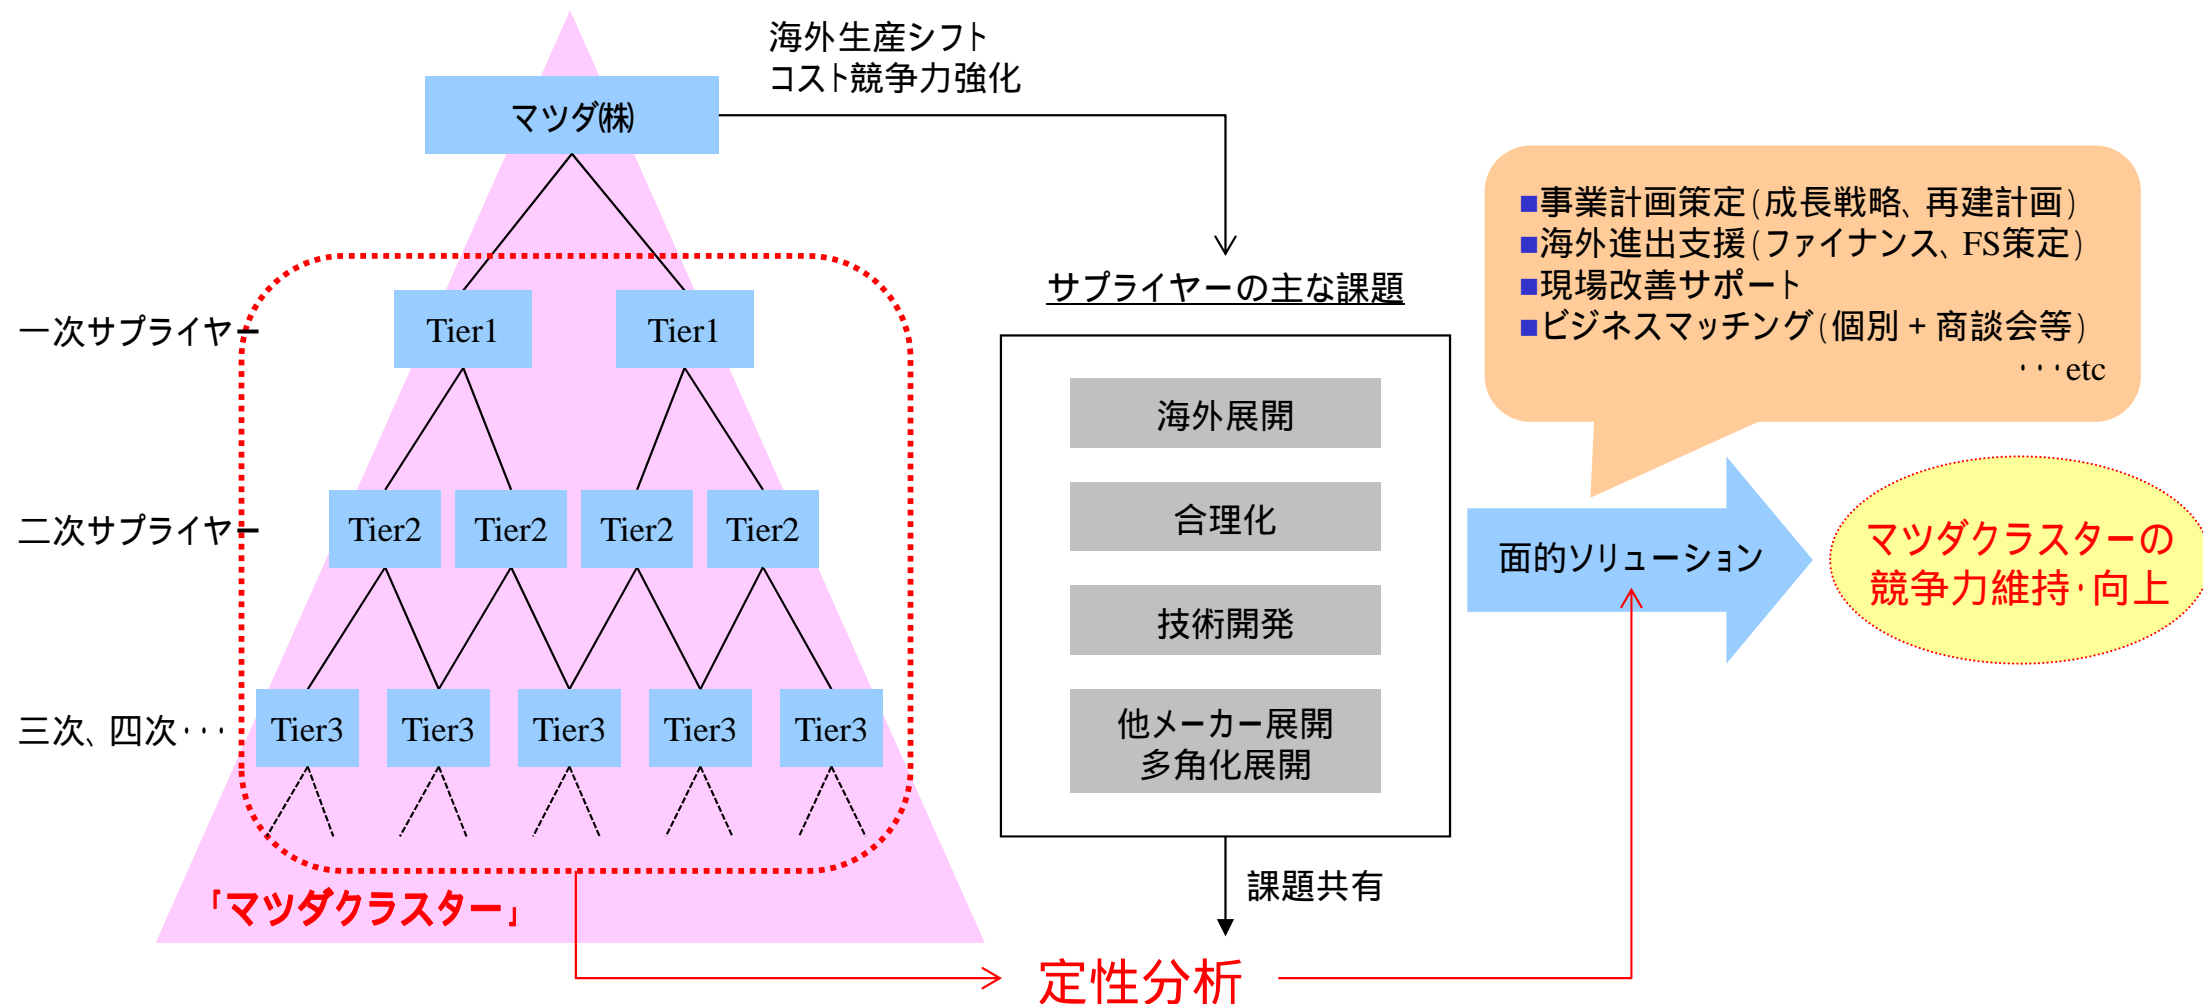 海外生産シフト
コスト競争力強化
マツダ㈱
■事業計画策定(成長戦略、再建計画)
■海外進出支援(ファイナンス、FS策定)
■現場改善サポート
■ビジネスマッチング(個別+商談会等)
・・・etc
サプライヤーの主な課題
一次サプライヤー
Tier1
Tier1
海外展開
合理化
技術開発
他メーカー展開
多角化展開
二次サプライヤー
Tier2
Tier2
Tier2
Tier2
面的ソリューション
マツダクラスターの
競争力維持・向上
三次、四次・・・
Tier3
Tier3
Tier3
Tier3
Tier3
「マツダクラスター」
課題共有
定性分析